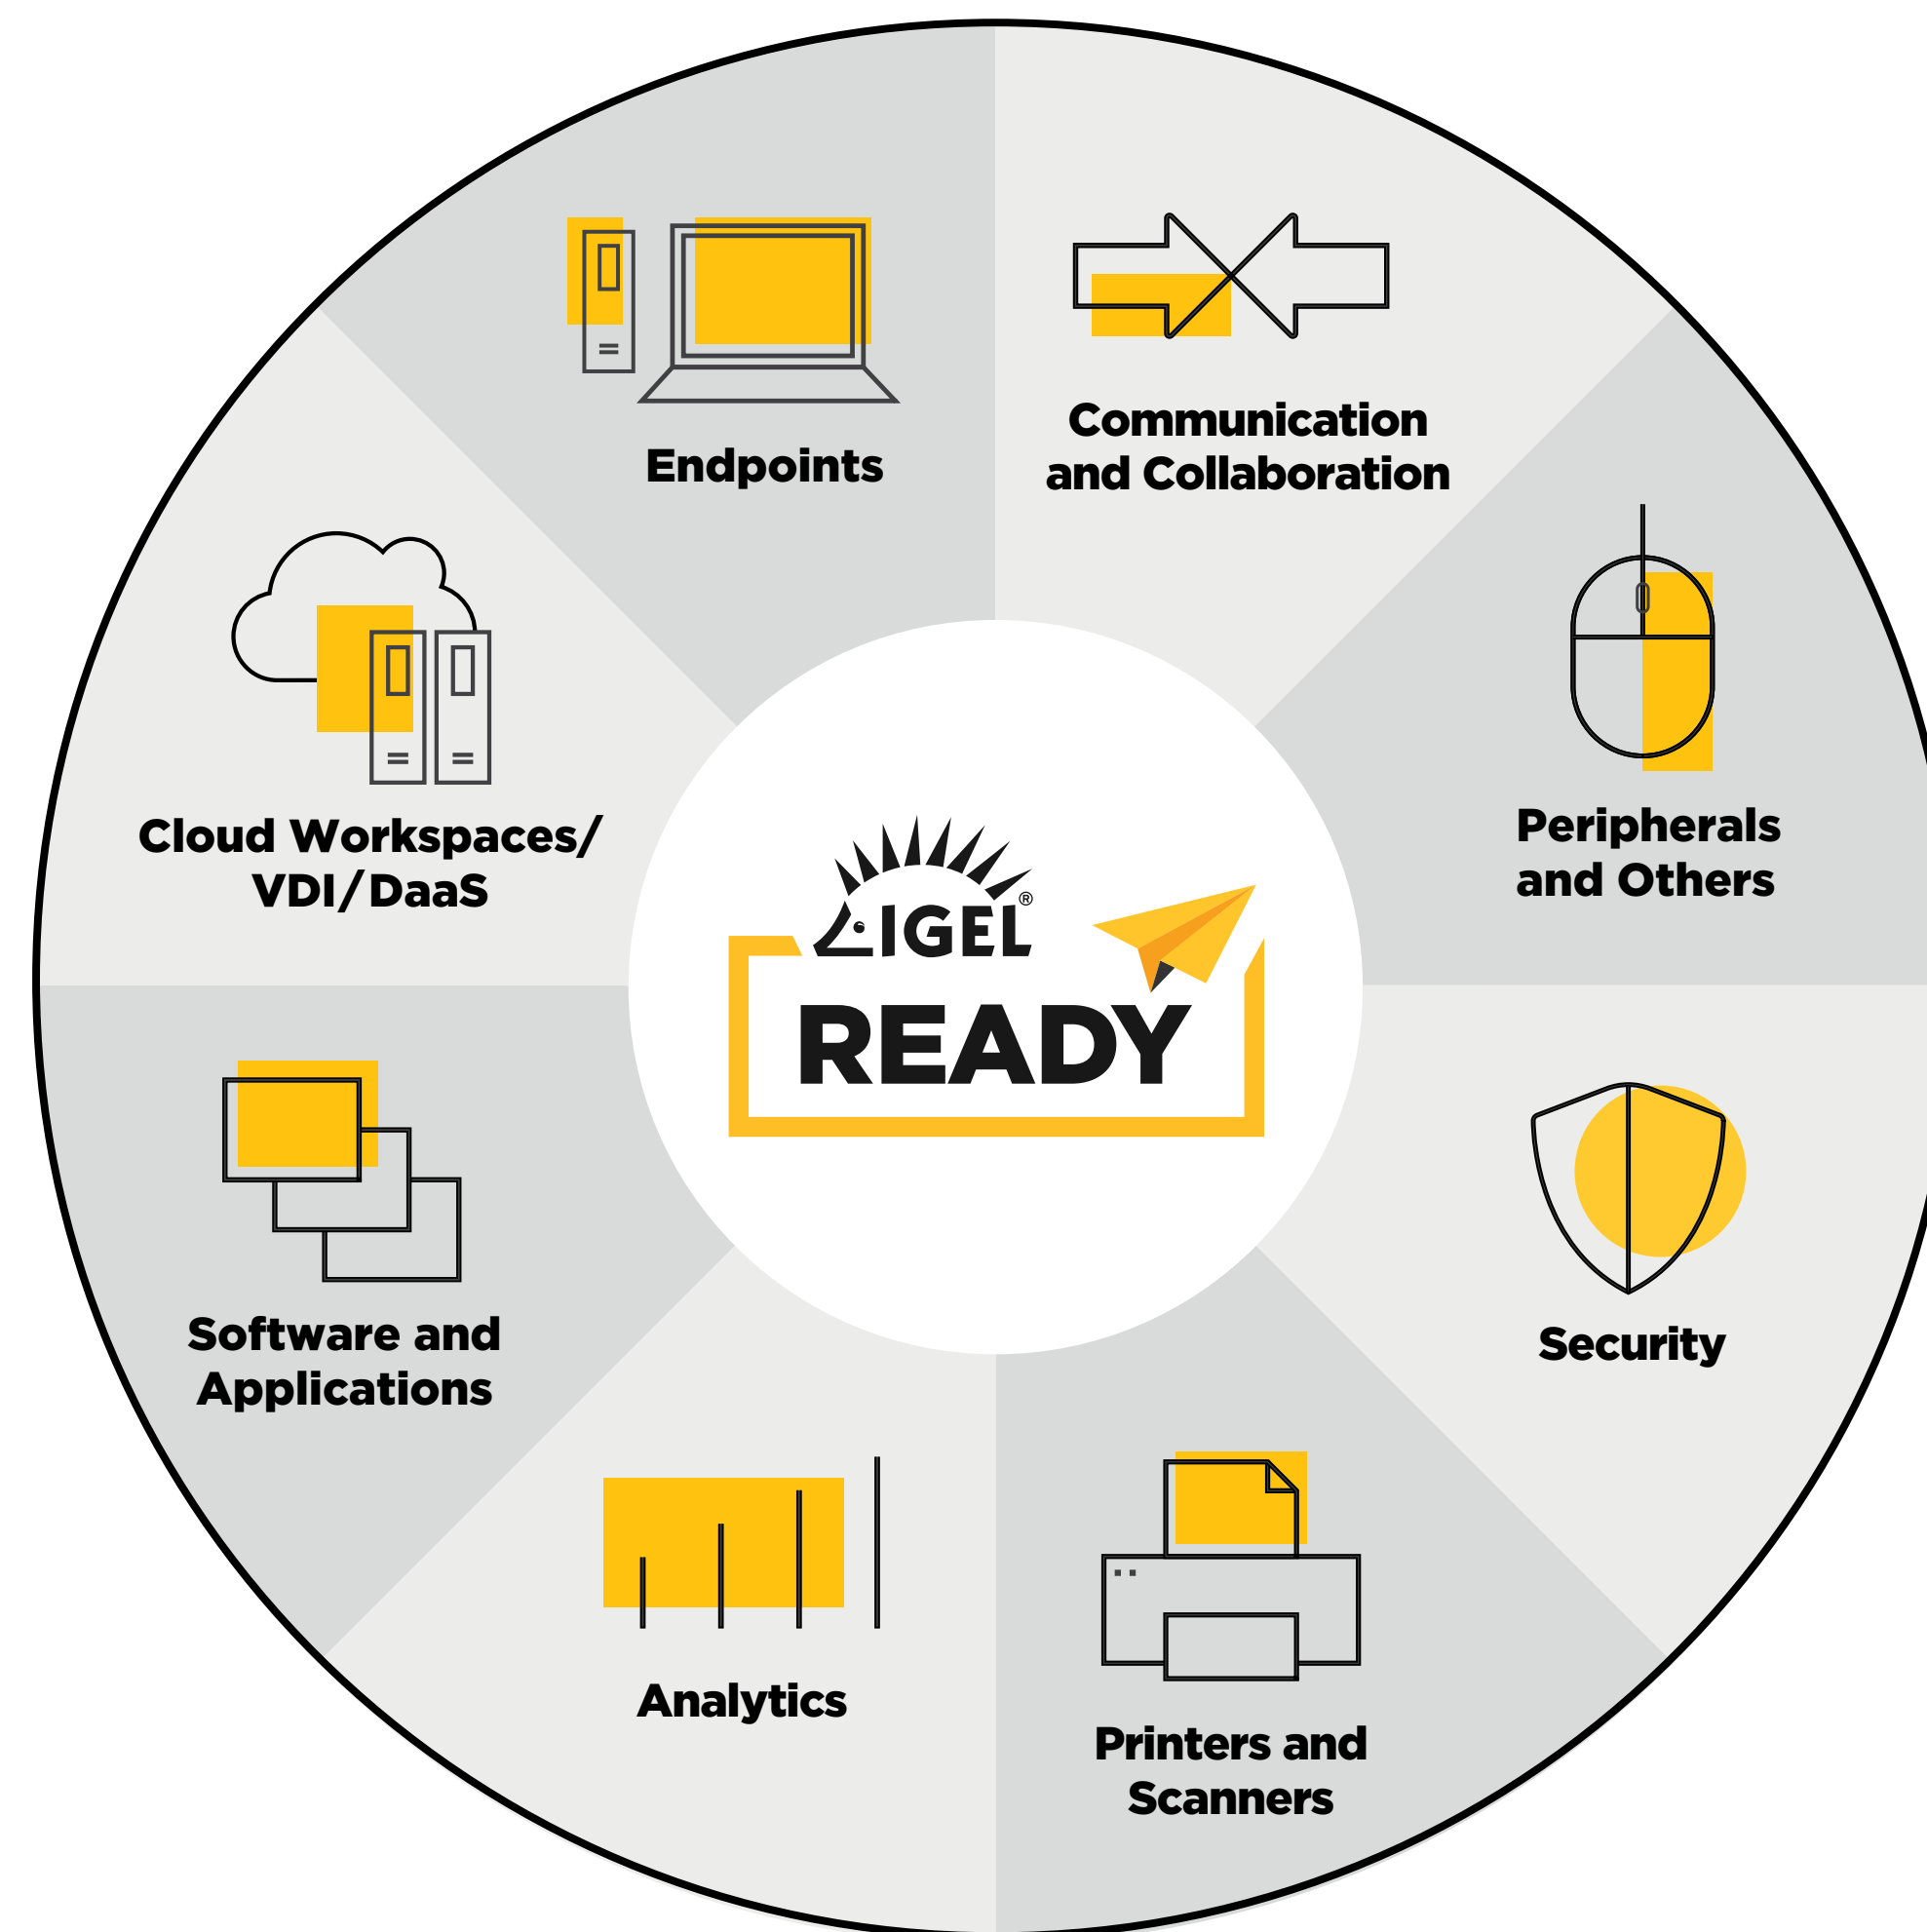 Endpoints
Communication
and Collaboration
Peripherals
and Others
Security
Printers and
Scanners
Analytics
Software and
Applications
Cloud Workspaces/
VDI/DaaS
IGEL®
READY